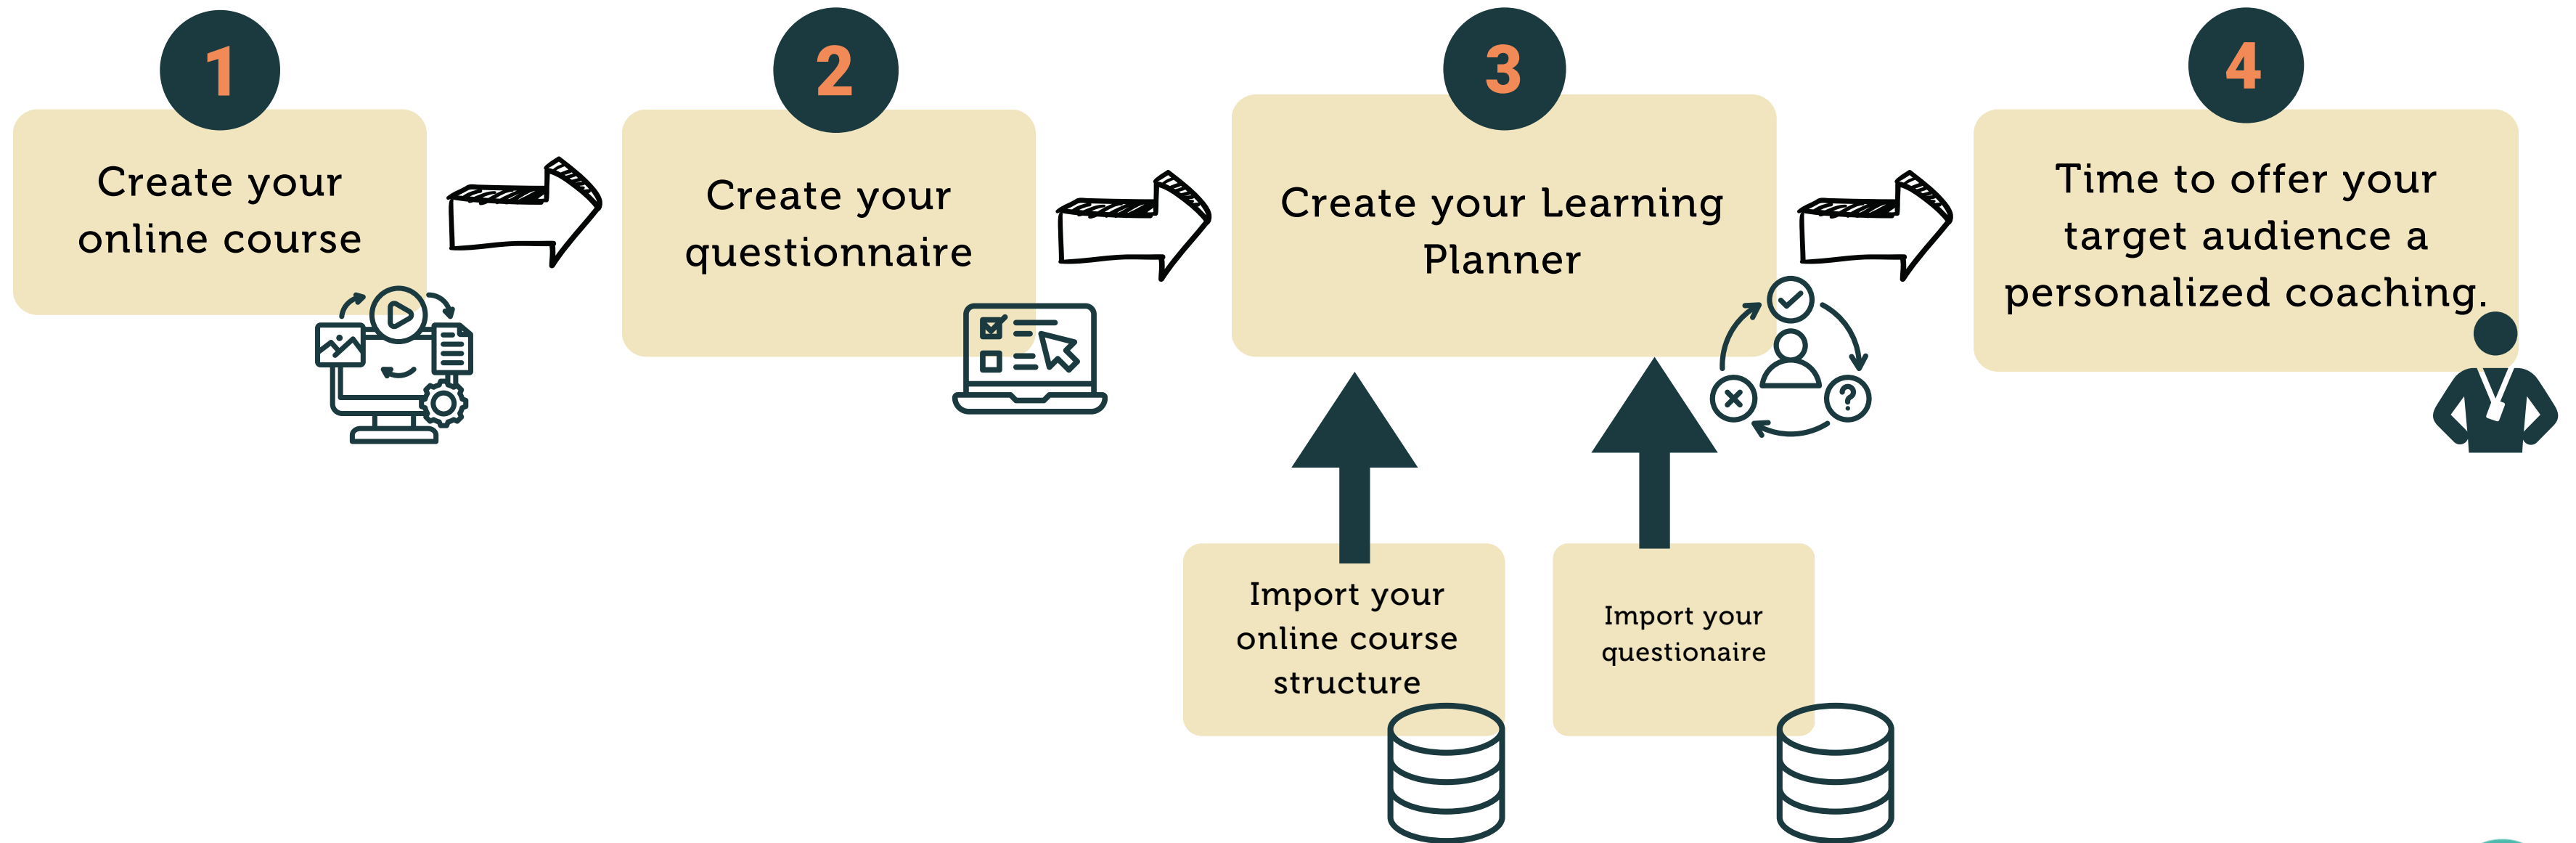 1
Create your
online course
2
Create your
questionnaire
3
Create your Learning
Planner
4
Time to offer your
target audience a
personalized coaching.
?
Import your
online course
structure
Import your
questionaire